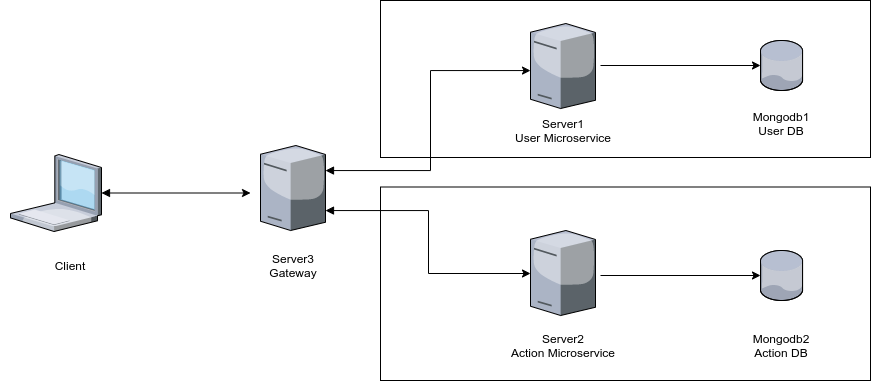 Server1
User Microservice
Mongodb1
User DB
Client
Server3
Gateway
Server2
Action Microservice
Mongodb2
Action DB